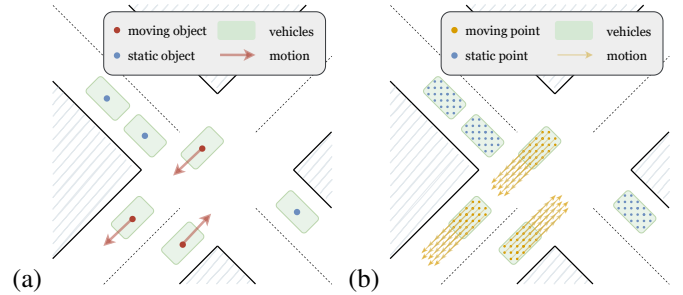 moving object vehicles
static object motion
moving point vehicles
static point motion
(a)
(b)